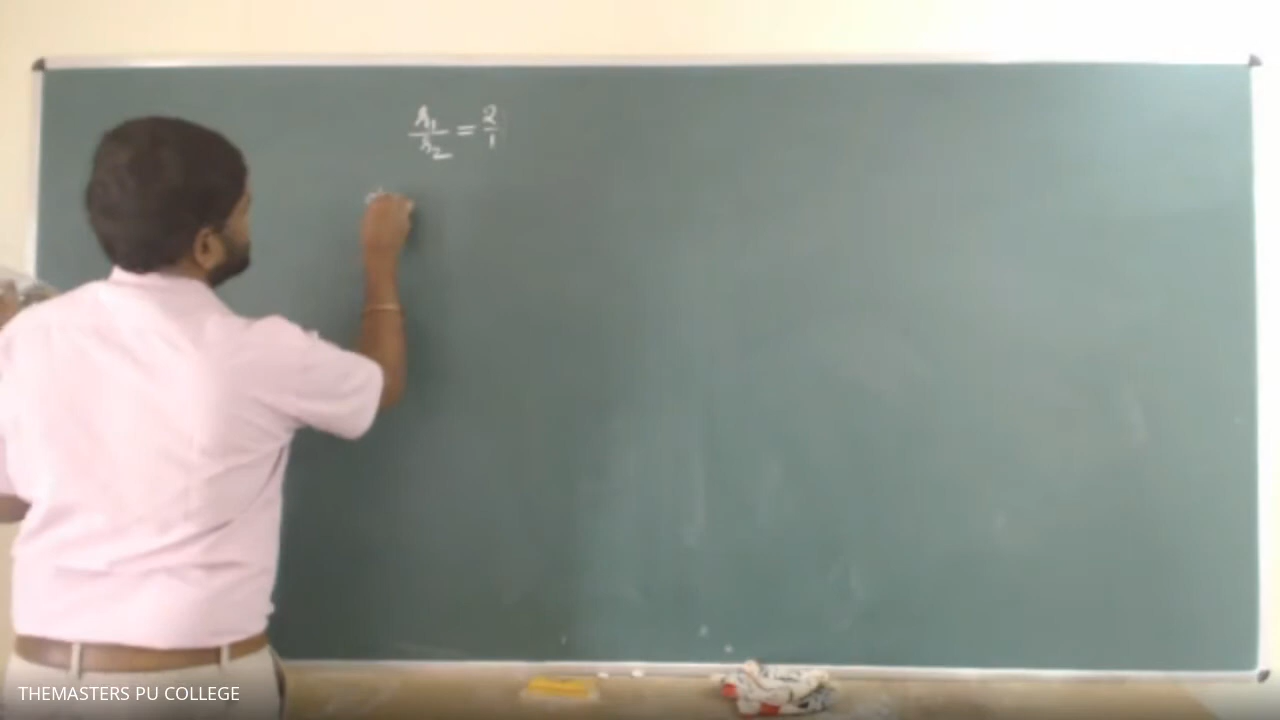 λ₁/λ₂ = 2/1
THEMASTERS PU COLLEGE